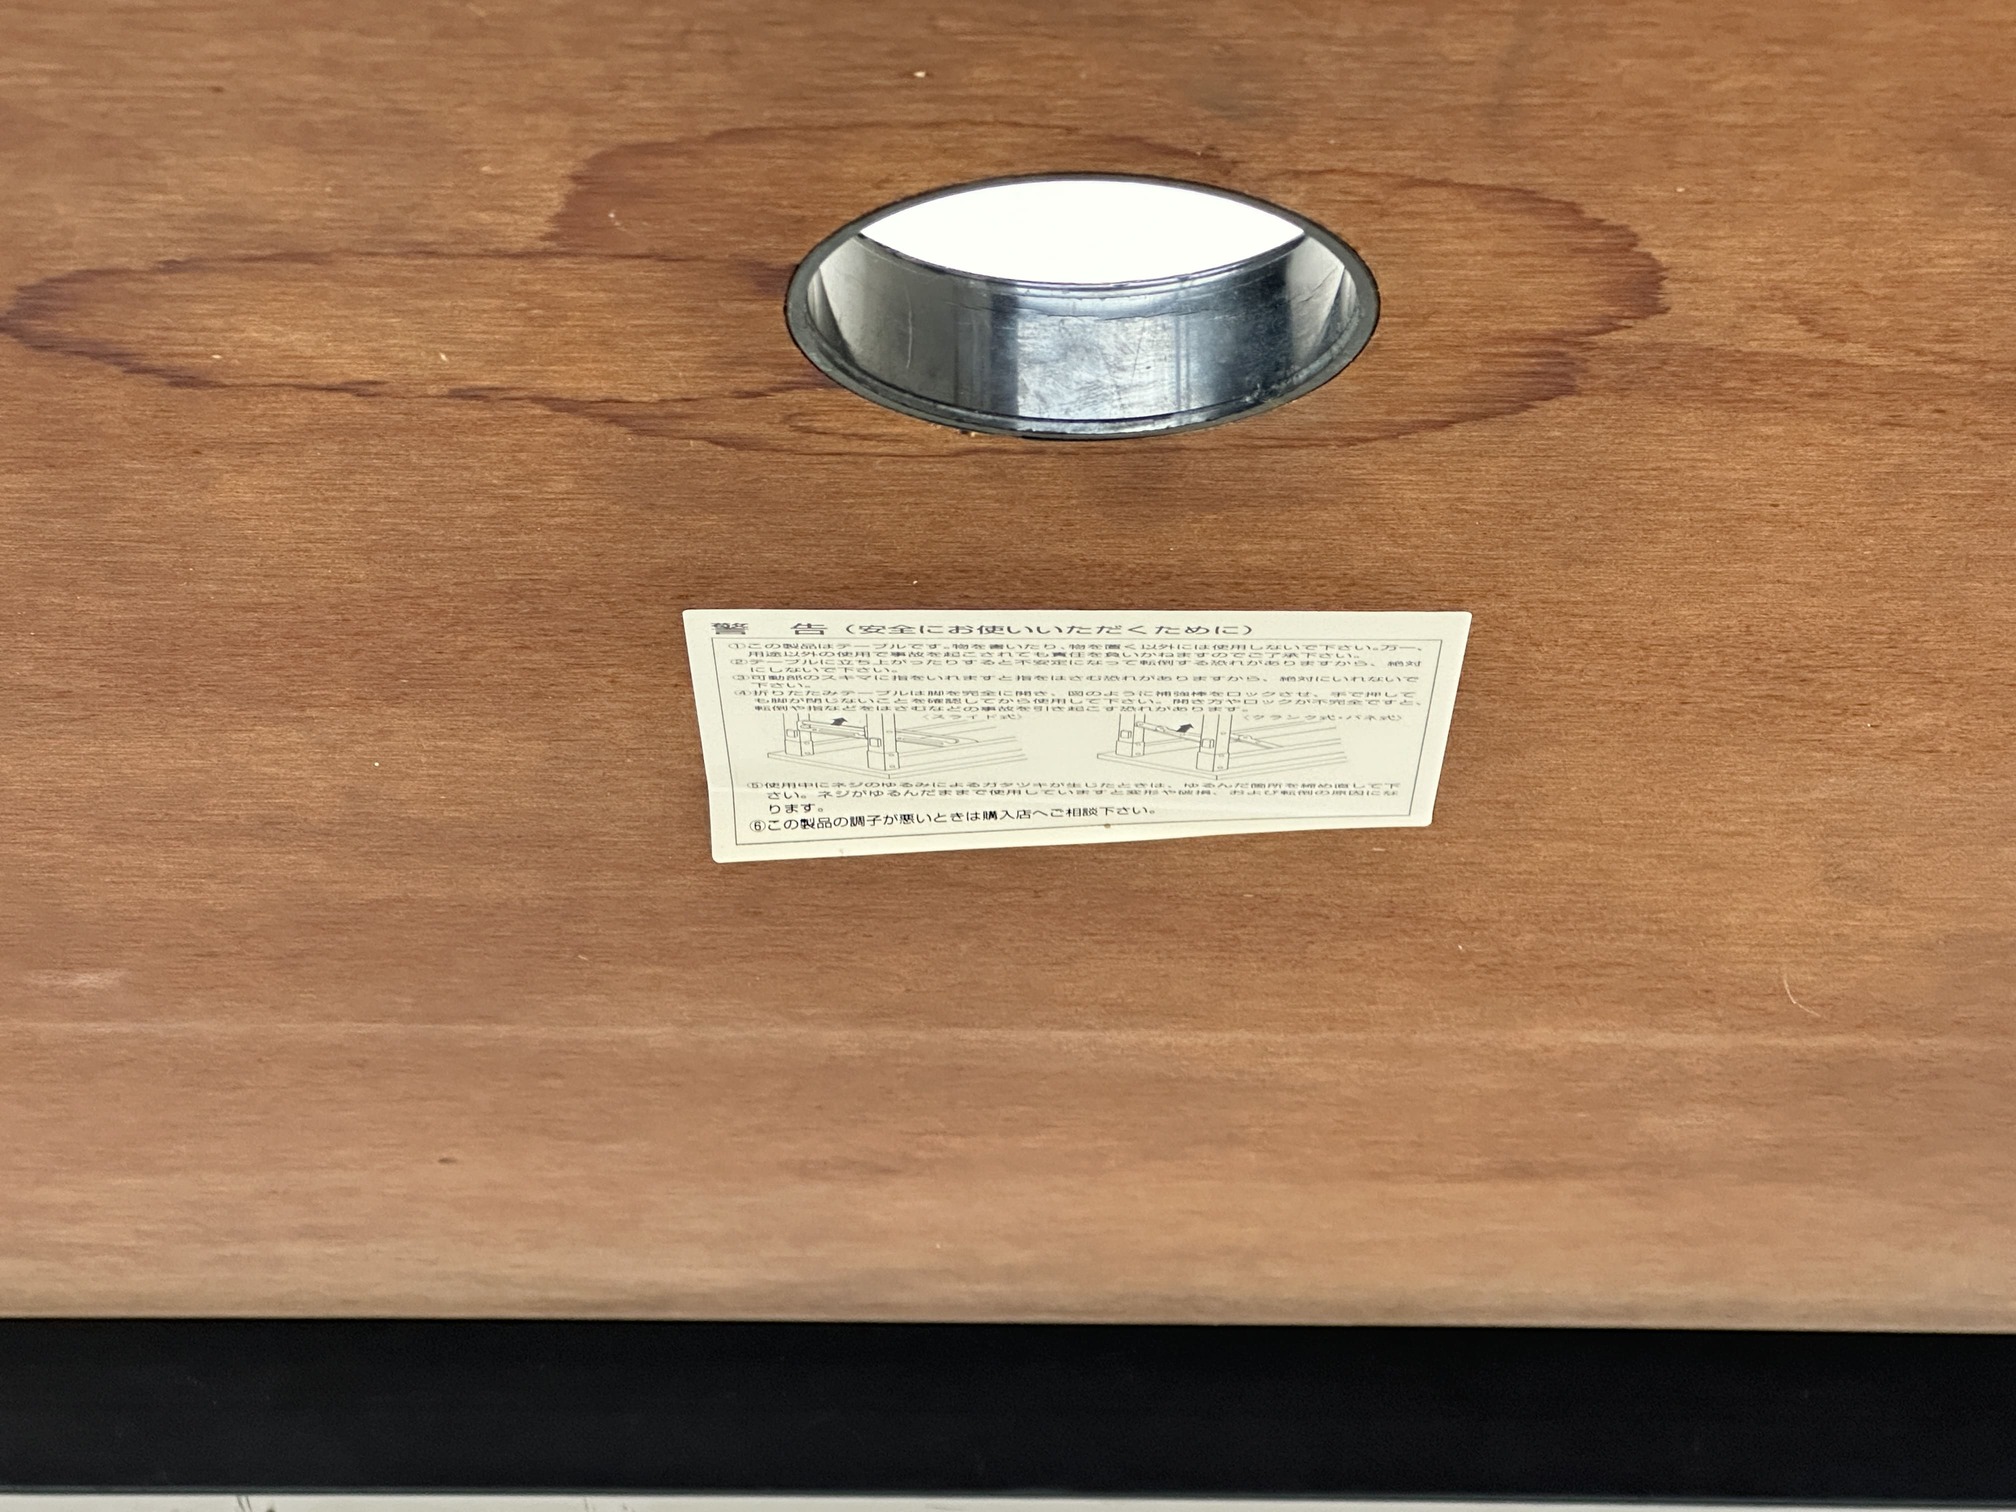 警 告 (安全にお使いいただくために)
①この製品はテーブルです。物を書いたり、物を置く以外には使用しないで下さい。万一、
用途以外の使用で事故を起こされても責任を負いかねますのでご了承下さい。
②テーブルに立ち上がったりすると不安定になって転倒する恐れがありますから、絶対
にしないで下さい。
③可動部のスキマに指をいれますと指をはさむ恐れがありますから、絶対にいれないで
下さい。
④折りたたみテーブルは脚を完全に開き、図のように補強棒をロックさせ、手で押して
も脚が閉じないことを確認してから使用して下さい。開き方やロックが不完全ですと、
転倒や指などをはさむなどの事故を引き起こす恐れがあります。
〈スライド式〉 〈クランク式・バネ式〉
⑤使用中にネジのゆるみによるガタツキが生じたときは、ゆるんだ箇所を締め直して下
さい。ネジがゆるんだままで使用していますと変形や破損、および転倒の原因にな
ります。
⑥この製品の調子が悪いときは購入店へご相談下さい。